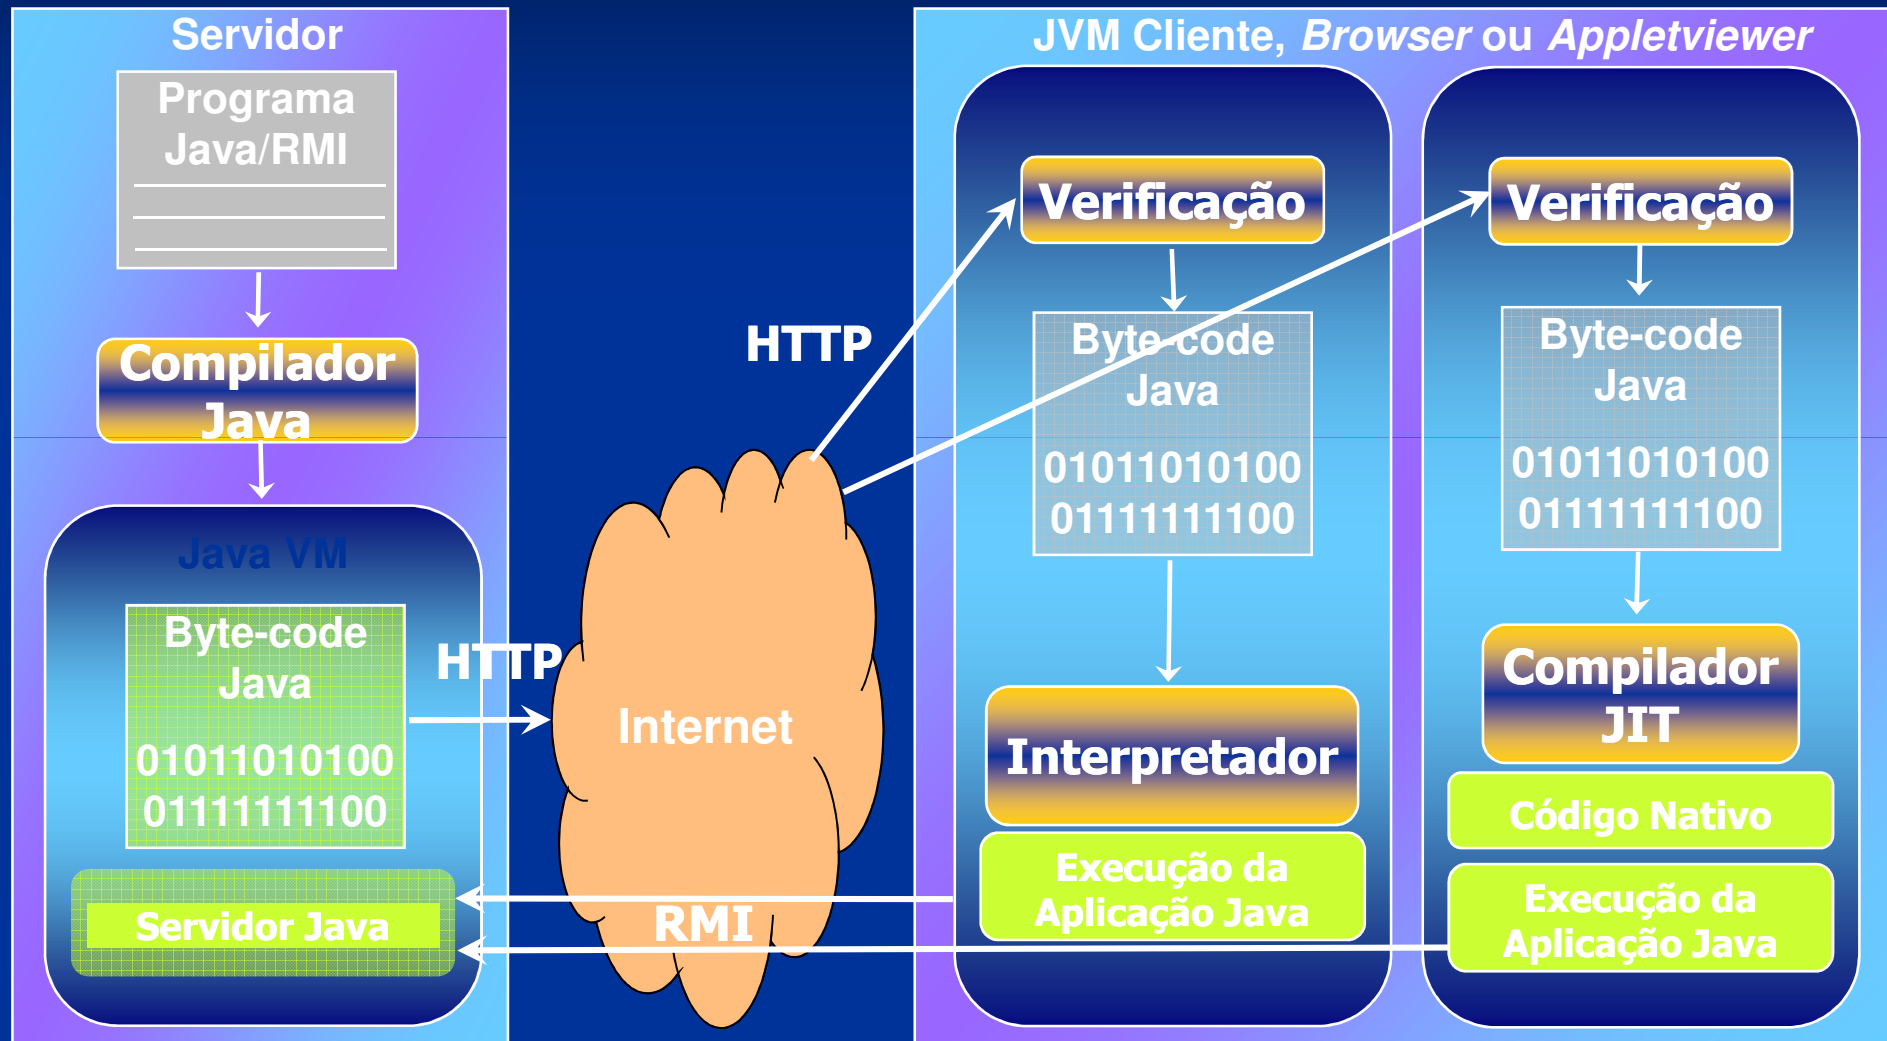 Servidor
Programa
Java/RMI
Compilador
Java
Java VM
Byte-code
Java
01011010100
01111111100
Servidor Java
HTTP
Internet
RMI
HTTP
JVM Cliente, Browser ou Appletviewer
Verificação
Byte-code
Java
01011010100
01111111100
Interpretador
Execução da
Aplicação Java
Verificação
Byte-code
Java
01011010100
01111111100
Compilador
JIT
Código Nativo
Execução da
Aplicação Java